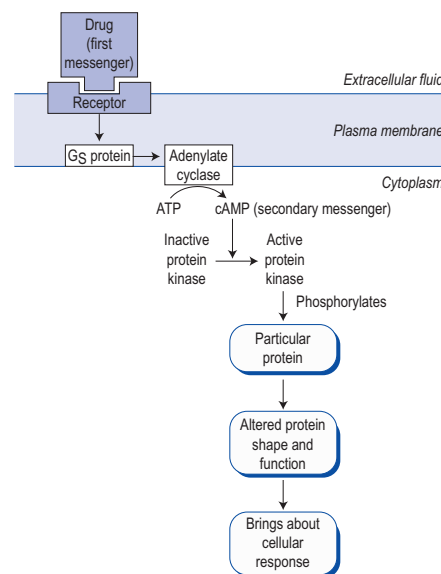 Drug
(first
messenger)
Extracellular fluid
Receptor
Plasma membrane
GS protein
Adenylate
cyclase
Cytoplasm
ATP
cAMP (secondary messenger)
Inactive
protein
kinase
Active
protein
kinase
Phosphorylates
Particular
protein
Altered protein
shape and
function
Brings about
cellular
response